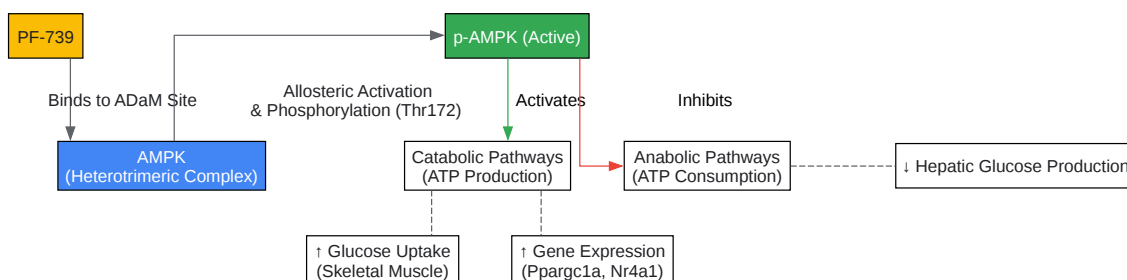 PF-739
p-AMPK (Active)
Binds to ADaM Site
Allosteric Activation
& Phosphorylation (Thr172)
Activates
Inhibits
AMPK
(Heterotrimeric Complex)
Catabolic Pathways
(ATP Production)
Anabolic Pathways
(ATP Consumption)
↓ Hepatic Glucose Production
↑ Glucose Uptake
(Skeletal Muscle)
↑ Gene Expression
(Ppargc1a, Nr4a1)